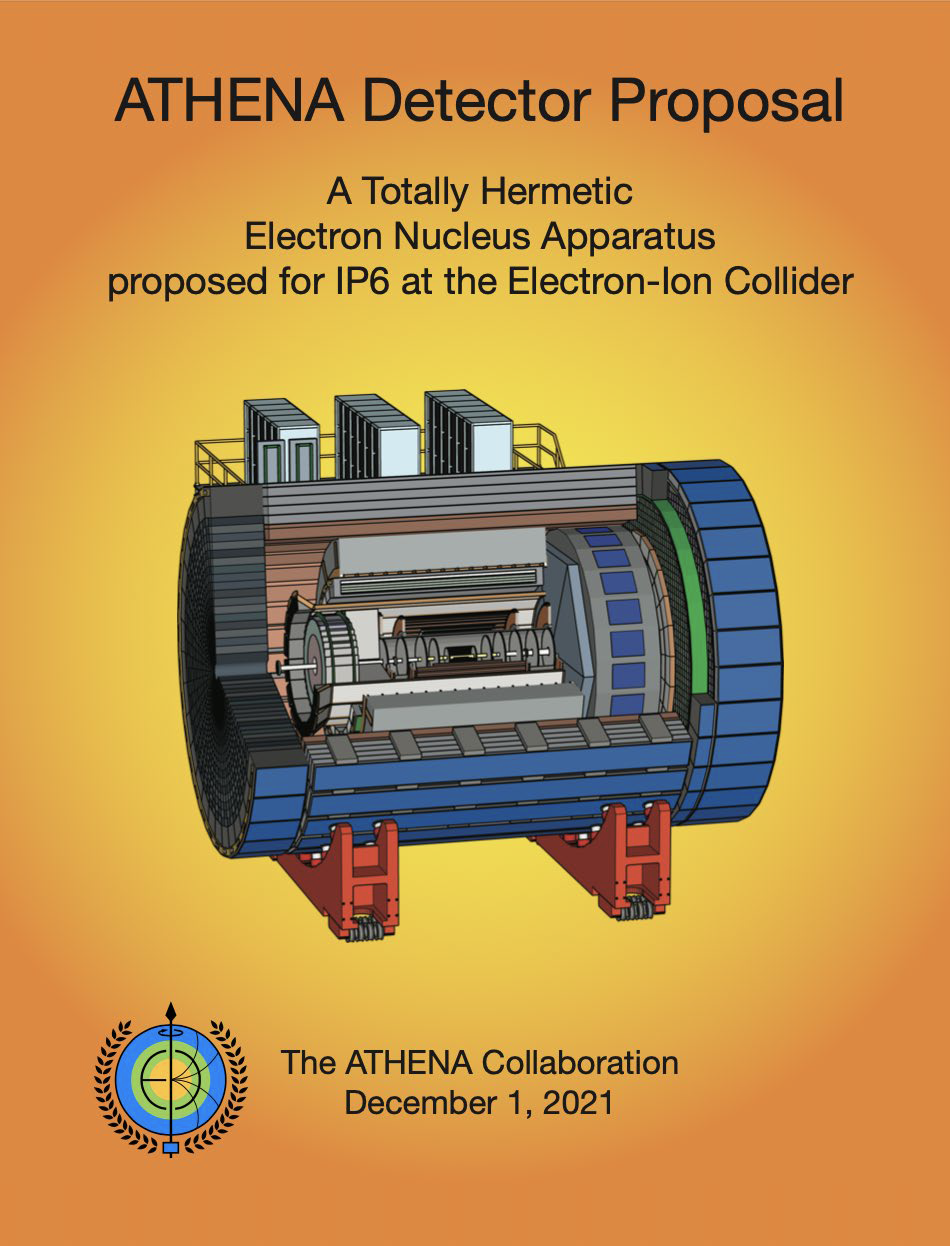 ATHENA Detector Proposal
A Totally Hermetic
Electron Nucleus Apparatus
proposed for IP6 at the Electron-Ion Collider
The ATHENA Collaboration
December 1, 2021